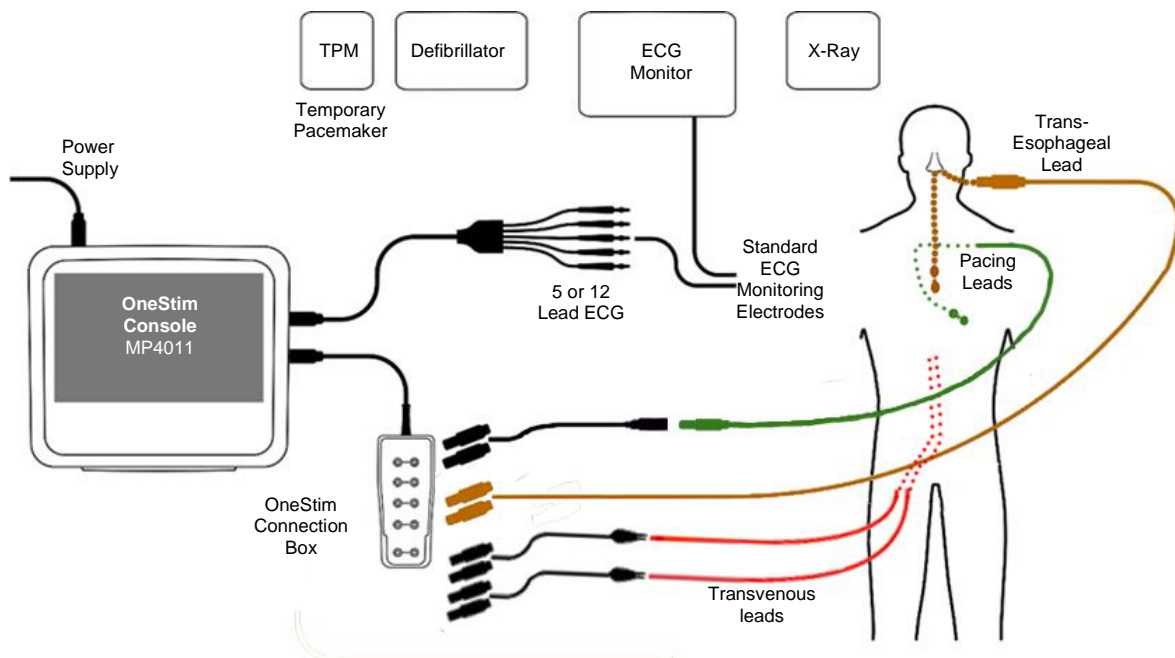 TPM
Defibrillator
ECG
Monitor
X-Ray
Temporary
Pacemaker
Power
Supply
Trans-
Esophageal
Lead
OneStim
Console
MP4011
5 or 12
Lead ECG
Standard
ECG
Monitoring
Electrodes
Pacing
Leads
OneStim
Connection
Box
Transvenous
leads